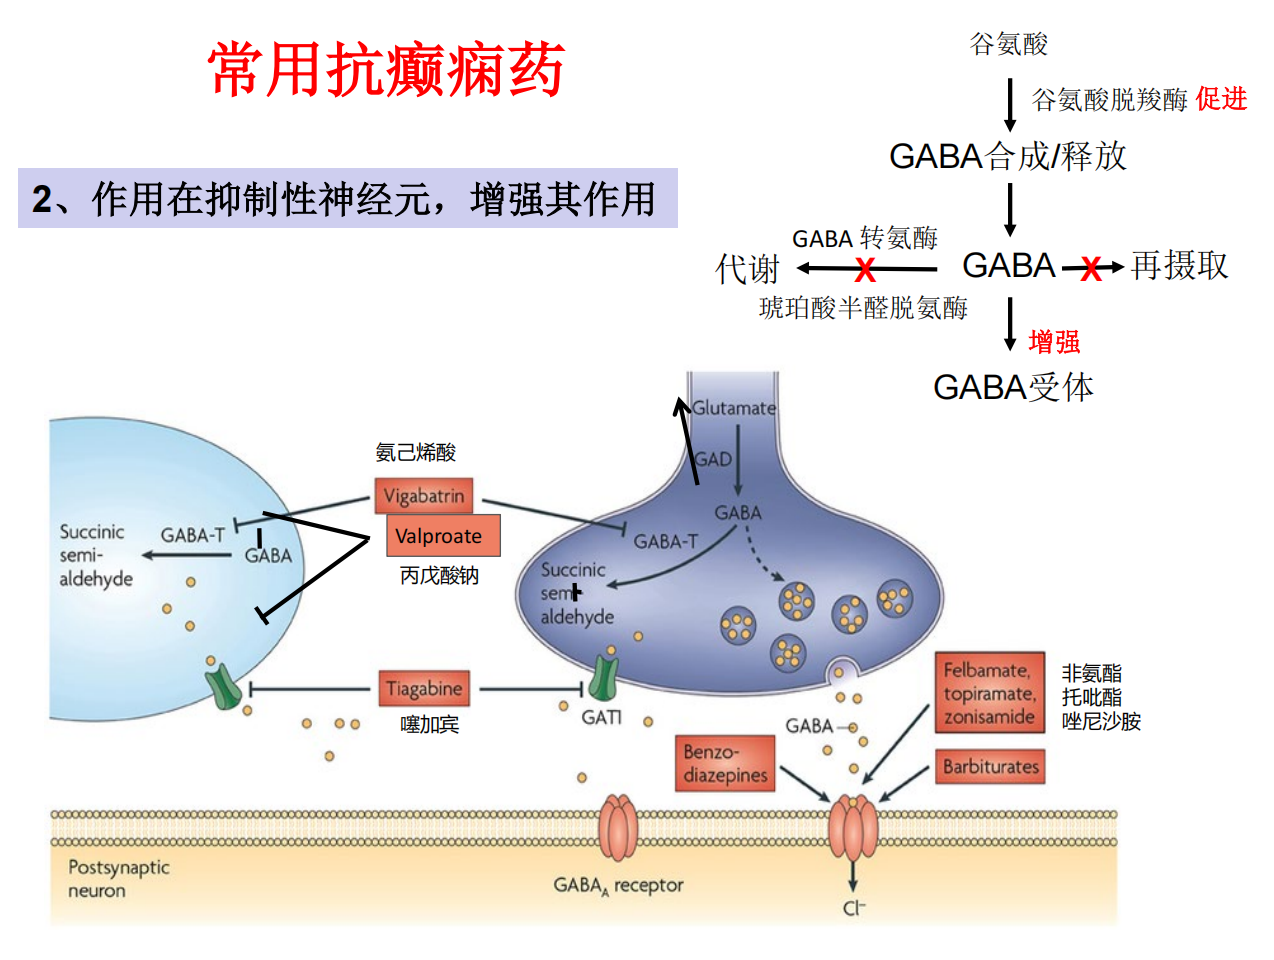 常用抗癫痫药
谷氨酸
谷氨酸脱羧酶 促进
GABA合成/释放
2、作用在抑制性神经元，增强其作用
GABA 转氨酶
代谢
X
GABA
X
再摄取
琥珀酸半醛脱氨酶
增强
GABA受体
Glutamate
GAD
GABA
GABA-T
Succinic
semi-
aldehyde
氨己烯酸
Vigabatrin
Valproate
丙戊酸钠
Succinic
semi-
aldehyde
GABA-T
GABA
Tiagabine
噻加宾
GAT1
GABA
Felbamate,
topiramate,
zonisamide
非氨酯
托吡酯
唑尼沙胺
Benzo-
diazepines
Barbiturates
Postsynaptic
neuron
GABAA receptor
Cl−